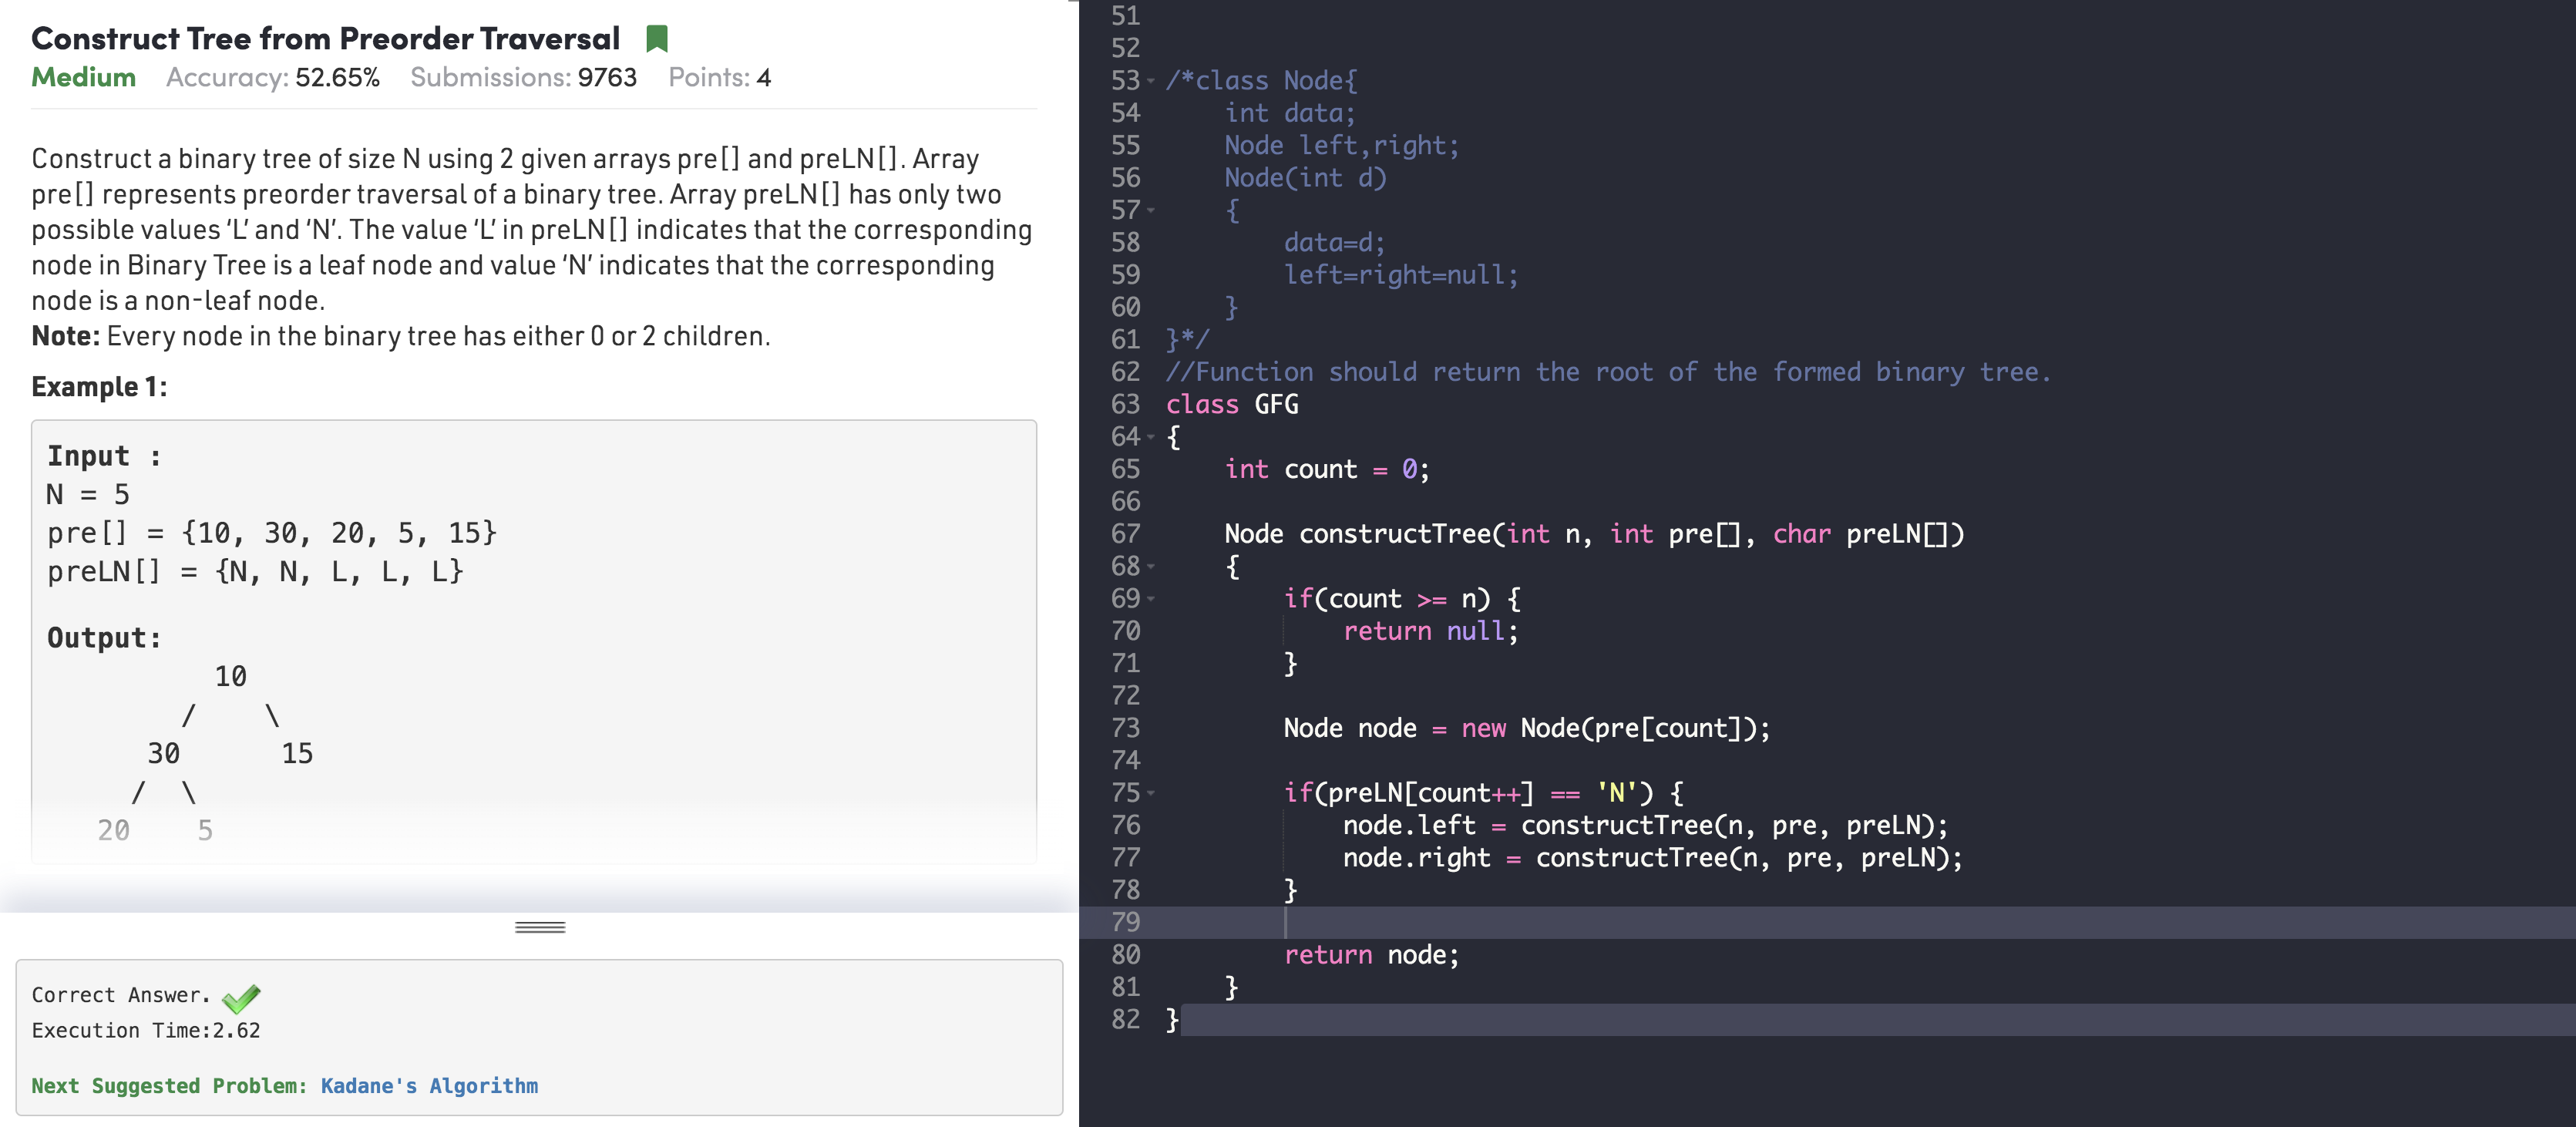 Construct Tree from Preorder Traversal
Medium Accuracy: 52.65% Submissions: 9763 Points: 4
Construct a binary tree of size N using 2 given arrays pre[] and preLN[]. Array
pre[] represents preorder traversal of a binary tree. Array preLN[] has only two
possible values ‘L’ and ‘N’. The value ‘L’ in preLN[] indicates that the corresponding
node in Binary Tree is a leaf node and value ‘N’ indicates that the corresponding
node is a non-leaf node.
Note: Every node in the binary tree has either 0 or 2 children.
Example 1:
Input :
N = 5
pre[] = {10, 30, 20, 5, 15}
preLN[] = {N, N, L, L, L}
Output:
10
/ \
30 15
/ \
20 5
Correct Answer.
Execution Time:2.62
Next Suggested Problem: Kadane's Algorithm
51
52
53 /*class Node{
54 int data;
55 Node left,right;
56 Node(int d)
57 {
58 data=d;
59 left=right=null;
60 }
61 }*/
62 //Function should return the root of the formed binary tree.
63 class GFG
64 {
65 int count = 0;
66
67 Node constructTree(int n, int pre[], char preLN[])
68 {
69 if(count >= n) {
70 return null;
71 }
72
73 Node node = new Node(pre[count]);
74
75 if(preLN[count++] == 'N') {
76 node.left = constructTree(n, pre, preLN);
77 node.right = constructTree(n, pre, preLN);
78 }
79
80 return node;
81 }
82 }